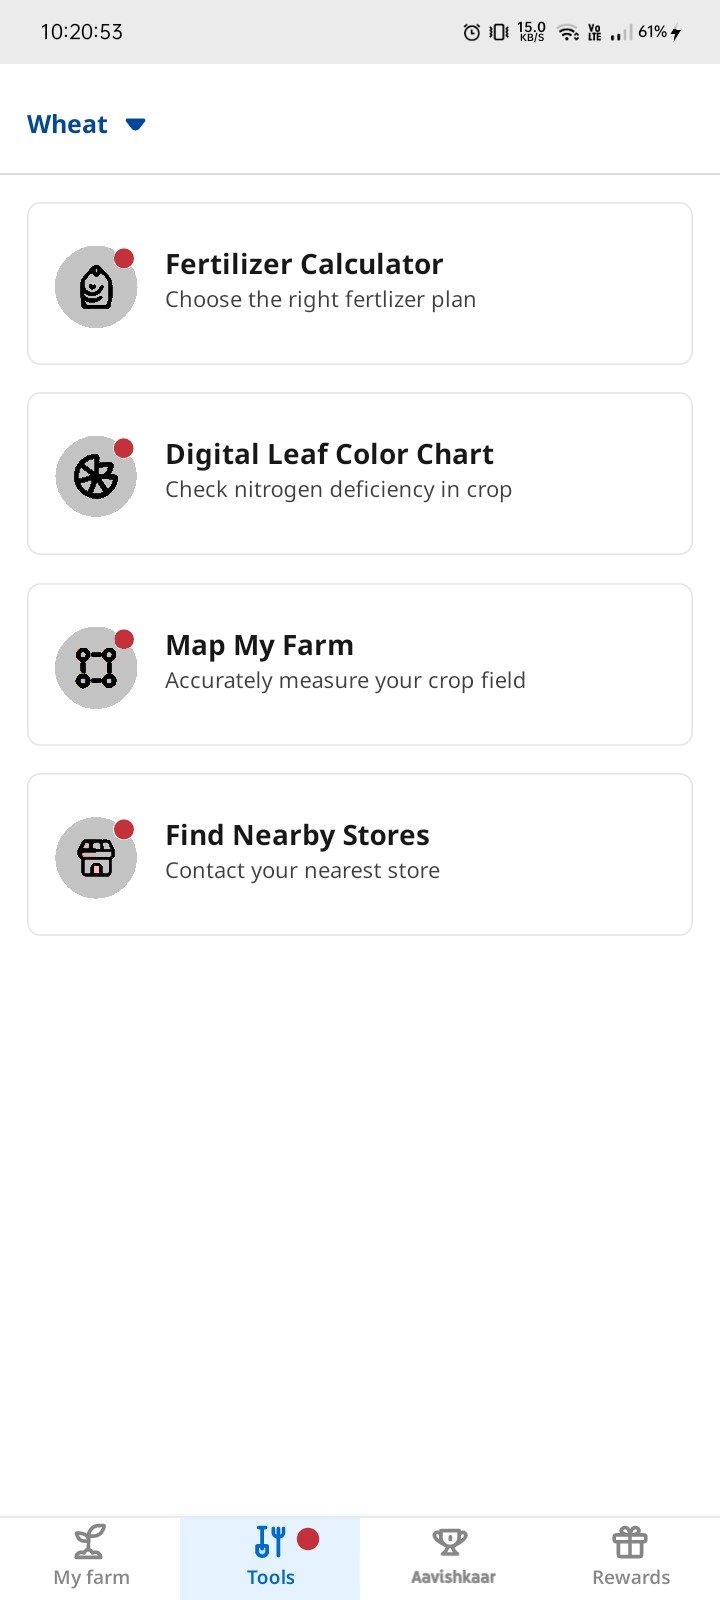 10:20:53
15.0
KB/S
Vo
LTE
61%
Wheat
Fertilizer Calculator
Choose the right fertlizer plan
Digital Leaf Color Chart
Check nitrogen deficiency in crop
Map My Farm
Accurately measure your crop field
Find Nearby Stores
Contact your nearest store
My farm
Tools
Aavishkaar
Rewards